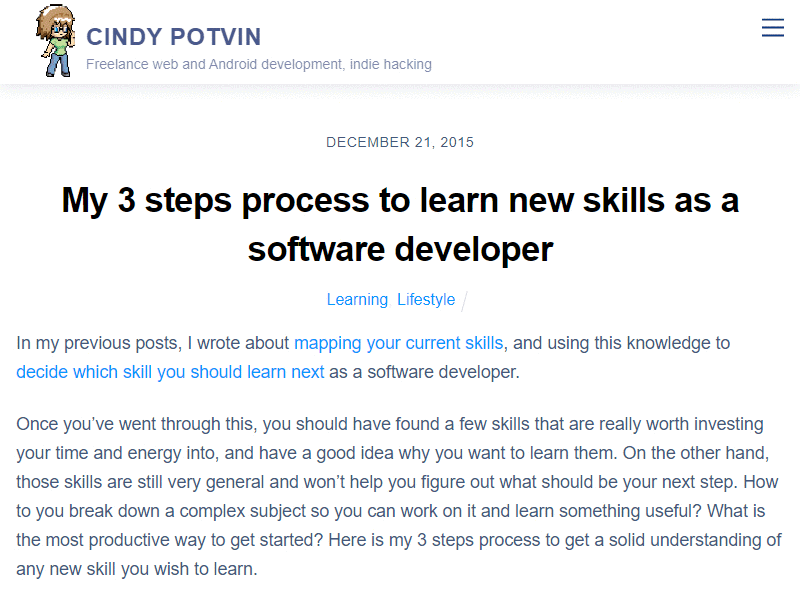 CINDY POTVIN
Freelance web and Android development, indie hacking
DECEMBER 21, 2015
My 3 steps process to learn new skills as a
software developer
Learning Lifestyle /
In my previous posts, I wrote about mapping your current skills, and using this knowledge to
decide which skill you should learn next as a software developer.
Once you’ve went through this, you should have found a few skills that are really worth investing
your time and energy into, and have a good idea why you want to learn them. On the other hand,
those skills are still very general and won’t help you figure out what should be your next step. How
to you break down a complex subject so you can work on it and learn something useful? What is
the most productive way to get started? Here is my 3 steps process to get a solid understanding of
any new skill you wish to learn.